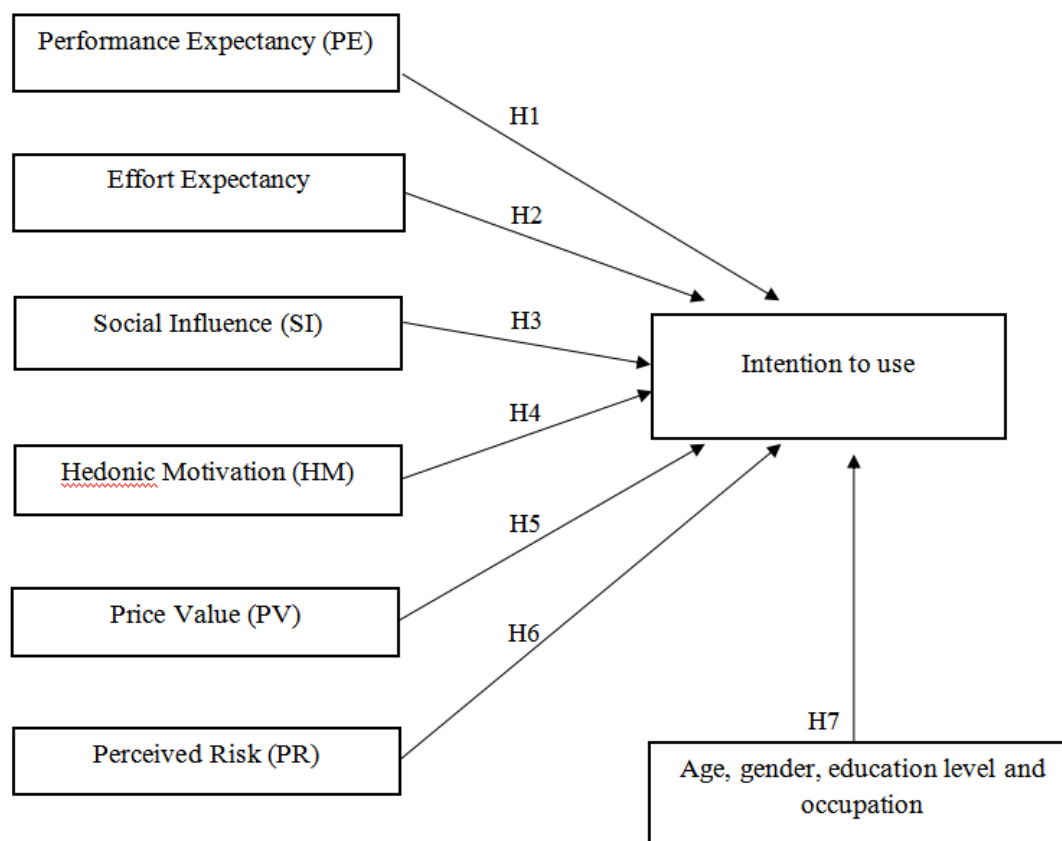 Performance Expectancy (PE)
H1
Effort Expectancy
H2
Social Influence (SI)
H3
Intention to use
Hedonic Motivation (HM)
H4
H5
Price Value (PV)
H6
Perceived Risk (PR)
H7
Age, gender, education level and
occupation